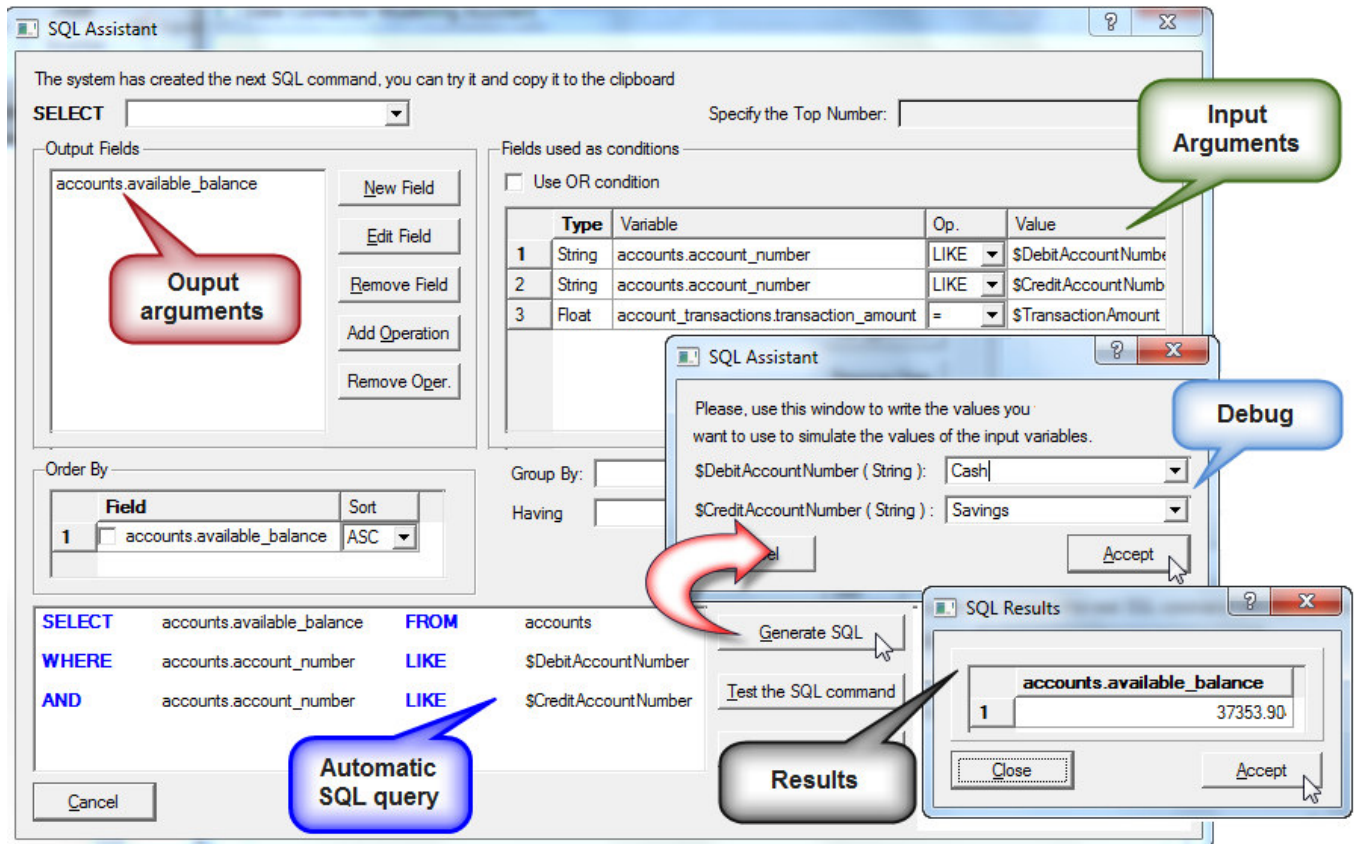 SQL Assistant
The system has created the next SQL command, you can try it and copy it to the clipboard
SELECT
Specify the Top Number:
Input
Arguments
Output Fields
accounts.available_balance
New Field
Edit Field
Remove Field
Add Operation
Remove Oper.
Ouput
arguments
Fields used as conditions
Use OR condition
Type Variable Op. Value
1 String accounts.account_number LIKE $DebitAccountNumbe
2 String accounts.account_number LIKE $CreditAccountNumb
3 Float account_transactions.transaction_amount = $TransactionAmount
SQL Assistant
Please, use this window to write the values you
want to use to simulate the values of the input variables.
$DebitAccountNumber ( String ): Cash
$CreditAccountNumber ( String ) : Savings
Accept
Debug
Order By
Field Sort
1 accounts.available_balance ASC
Group By:
Having
SELECT accounts.available_balance FROM accounts
WHERE accounts.account_number LIKE $DebitAccountNumber
AND accounts.account_number LIKE $CreditAccountNumber
Generate SQL
Test the SQL command
Automatic
SQL query
Results
SQL Results
accounts.available_balance
1 37353.90
Close
Accept
Cancel